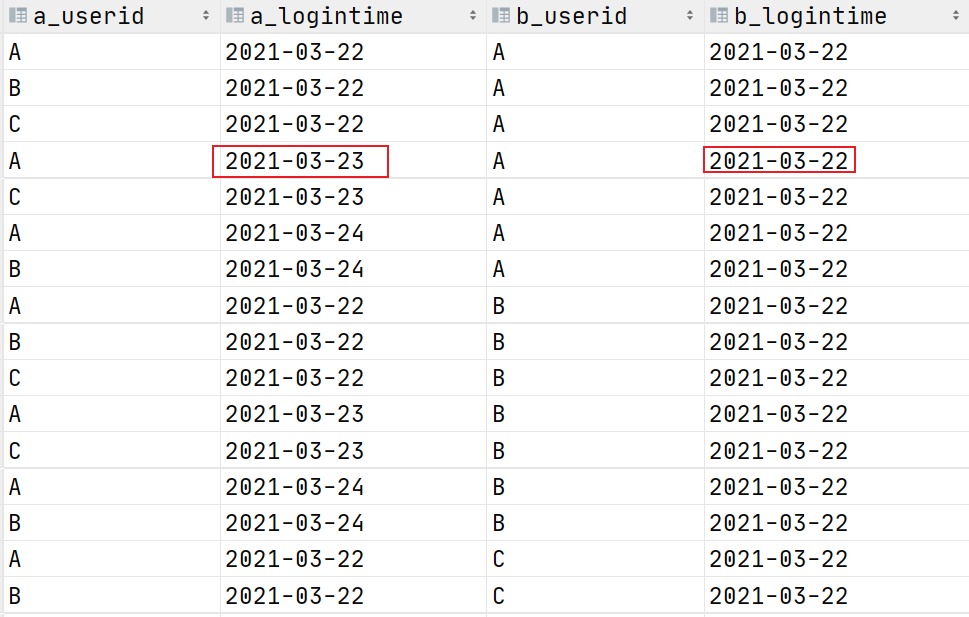 a_userid a_logintime b_userid b_logintime
A 2021-03-22 A 2021-03-22
B 2021-03-22 A 2021-03-22
C 2021-03-22 A 2021-03-22
A 2021-03-23 A 2021-03-22
C 2021-03-23 A 2021-03-22
A 2021-03-24 A 2021-03-22
B 2021-03-24 A 2021-03-22
A 2021-03-22 B 2021-03-22
B 2021-03-22 B 2021-03-22
C 2021-03-22 B 2021-03-22
A 2021-03-23 B 2021-03-22
C 2021-03-23 B 2021-03-22
A 2021-03-24 B 2021-03-22
B 2021-03-24 B 2021-03-22
A 2021-03-22 C 2021-03-22
B 2021-03-22 C 2021-03-22